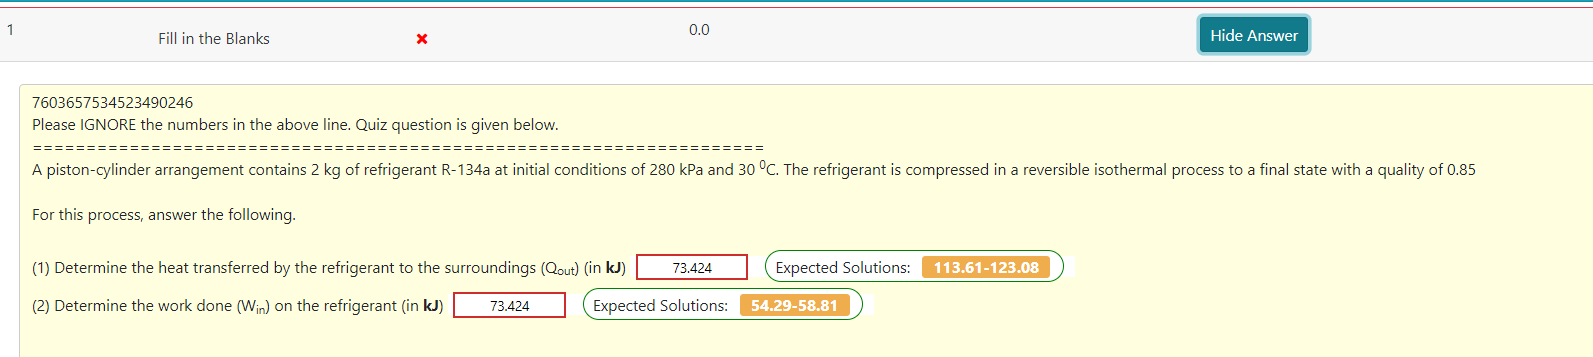 1
Fill in the Blanks
0.0
Hide Answer
7603657534523490246
Please IGNORE the numbers in the above line. Quiz question is given below.
====================================================================
A piston-cylinder arrangement contains 2 kg of refrigerant R-134a at initial conditions of 280 kPa and 30 ⁰C. The refrigerant is compressed in a reversible isothermal process to a final state with a quality of 0.85
For this process, answer the following.
(1) Determine the heat transferred by the refrigerant to the surroundings (Qout) (in kJ) 73.424 Expected Solutions: 113.61-123.08
(2) Determine the work done (Win) on the refrigerant (in kJ) 73.424 Expected Solutions: 54.29-58.81